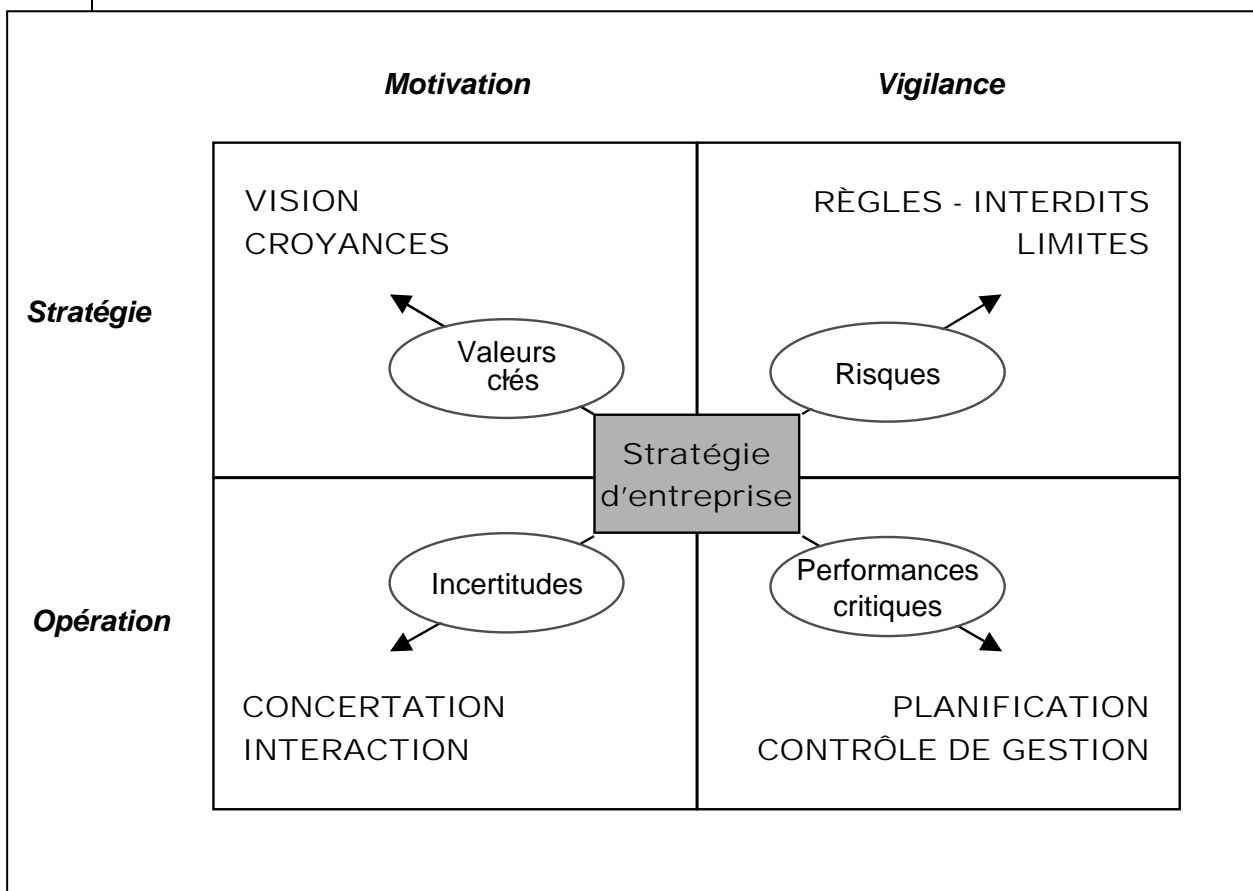 Motivation
Vigilance
VISION
CROYANCES
RÈGLES - INTERDITS
LIMITES
Stratégie
Valeurs
clés
Risques
Stratégie
d'entreprise
Incertitudes
Performances
critiques
Opération
CONCERTATION
INTERACTION
PLANIFICATION
CONTRÔLE DE GESTION